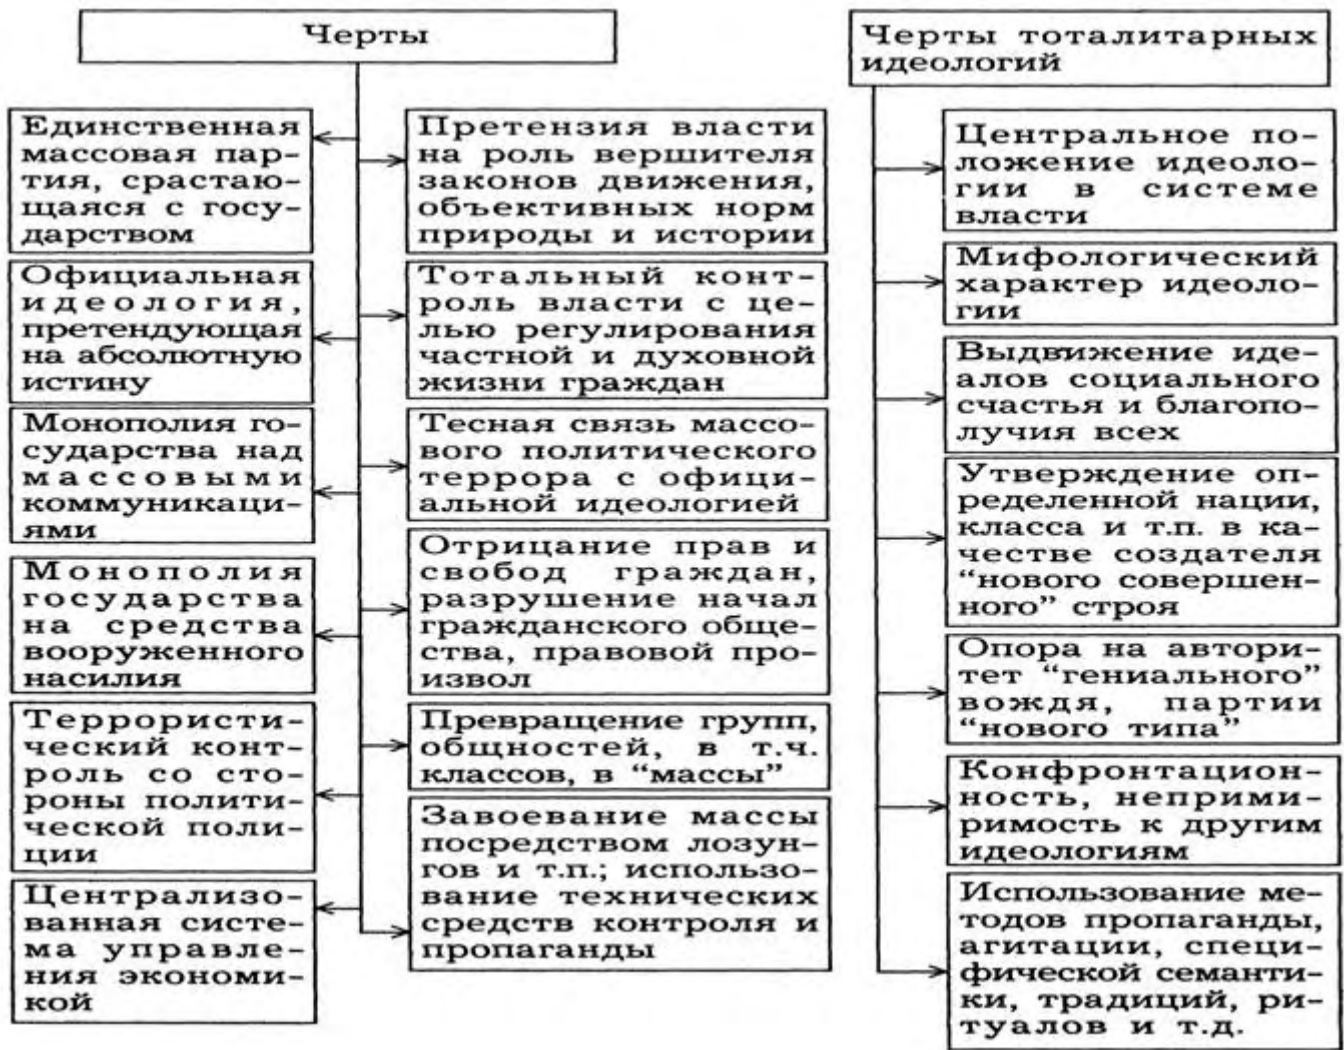 Черты
Единственная
массовая пар-
тия, срастаю-
щаяся с госу-
дарством
Официальная
идеология,
претендующая
на абсолютную
истину
Монополия го-
сударства над
массовыми
коммуникаци-
ями
Монополия
государства
на средства
вооруженного
насилия
Террористи-
ческий конт-
роль со сто-
роны полити-
ческой поли-
ции
Централизо-
ванная систе-
ма управле-
ния экономи-
кой
Претензия власти
на роль вершителя
законов движения,
объективных норм
природы и истории
Тотальный конт-
роль власти с це-
лью регулирования
частной и духовной
жизни граждан
Тесная связь массо-
вого политического
террора с офици-
альной идеологией
Отрицание прав и
свобод граждан,
разрушение начал
гражданского обще-
ства, правовой про-
извол
Превращение групп,
общностей, в т.ч.
классов, в “массы”
Завоевание массы
посредством лозун-
гов и т.п.; использо-
вание технических
средств контроля и
пропаганды
Черты тоталитарных
идеологий
Центральное по-
ложение идеоло-
гии в системе
власти
Мифологический
характер идеоло-
гии
Выдвижение иде-
алов социального
счастья и благопо-
лучия всех
Утверждение оп-
ределенной нации,
класса и т.п. в ка-
честве создателя
“нового совершен-
ного” строя
Опора на автори-
тет “гениального”
вождя, партии
“нового типа”
Конфронтацион-
ность, неприми-
римость к другим
идеологиям
Использование ме-
тодов пропаганды,
агитации, специ-
фической семанти-
ки, традиций, ри-
туалов и т.д.